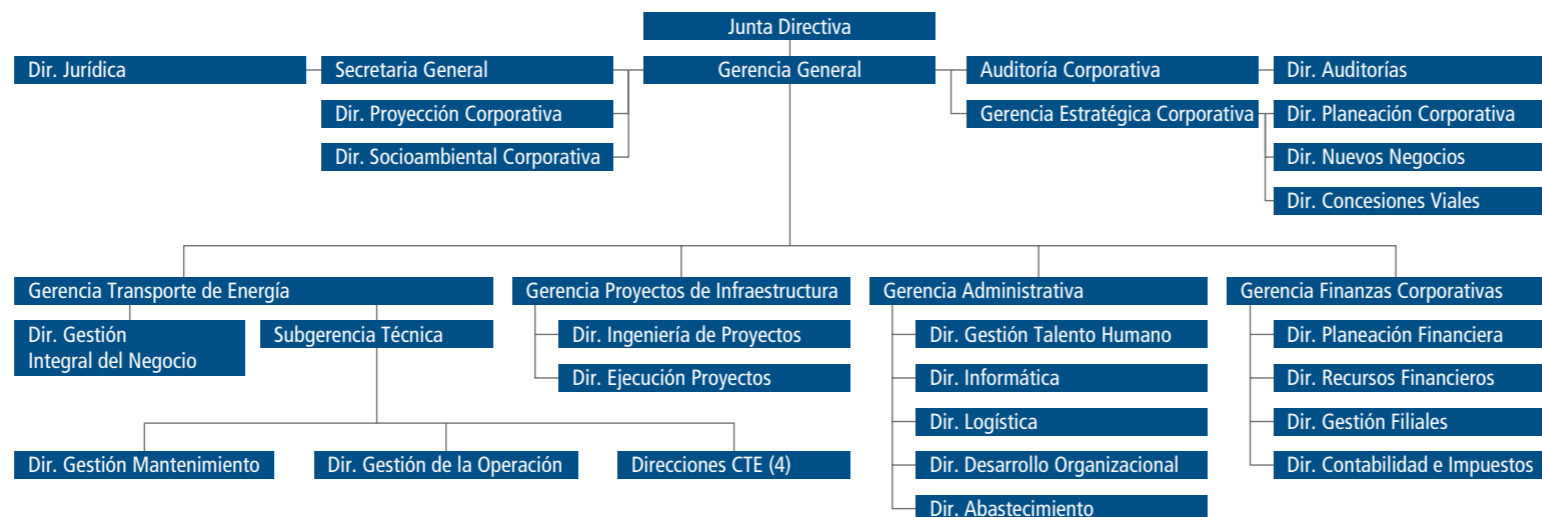 Junta Directiva
Dir. Jurídica
Secretaria General
Gerencia General
Auditoría Corporativa
Dir. Auditorías
Dir. Proyección Corporativa
Gerencia Estratégica Corporativa
Dir. Planeación Corporativa
Dir. Socioambiental Corporativa
Dir. Nuevos Negocios
Dir. Concesiones Viales
Gerencia Transporte de Energía
Gerencia Proyectos de Infraestructura
Gerencia Administrativa
Gerencia Finanzas Corporativas
Dir. Gestión
Integral del Negocio
Subgerencia Técnica
Dir. Ingeniería de Proyectos
Dir. Gestión Talento Humano
Dir. Planeación Financiera
Dir. Ejecución Proyectos
Dir. Informática
Dir. Recursos Financieros
Dir. Logística
Dir. Gestión Filiales
Dir. Gestión Mantenimiento
Dir. Gestión de la Operación
Direcciones CTE (4)
Dir. Desarrollo Organizacional
Dir. Contabilidad e Impuestos
Dir. Abastecimiento